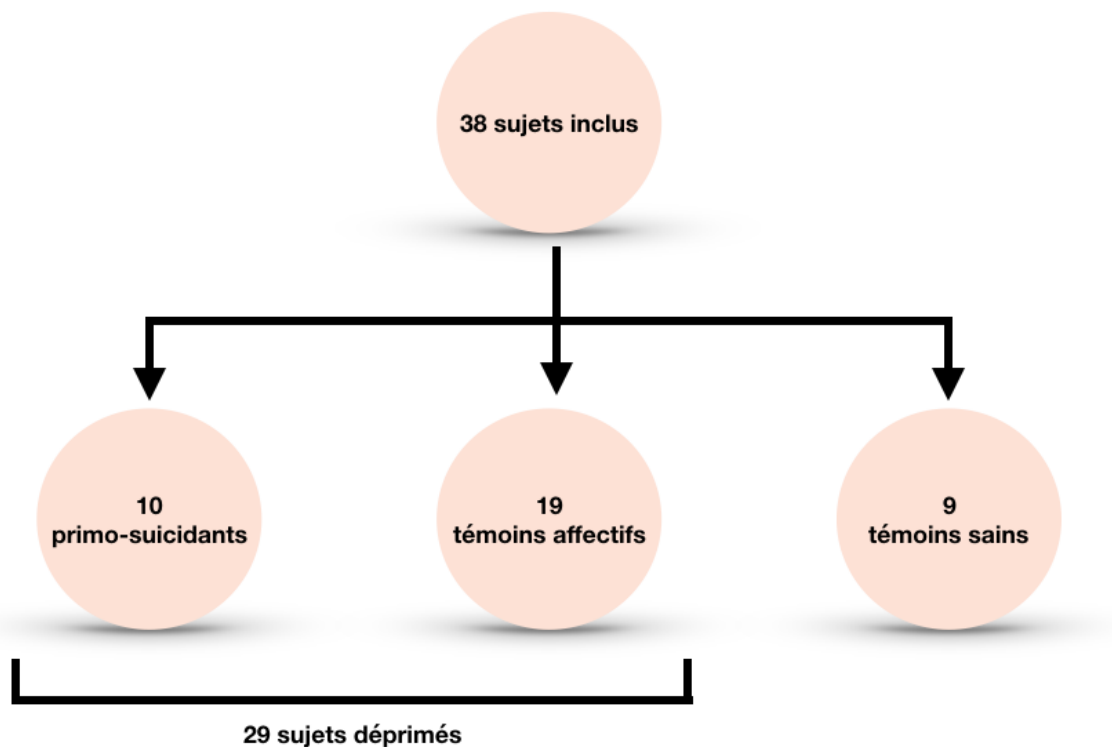 38 sujets inclus
10
primo-suicidants
19
témoins affectifs
9
témoins sains
29 sujets déprimés